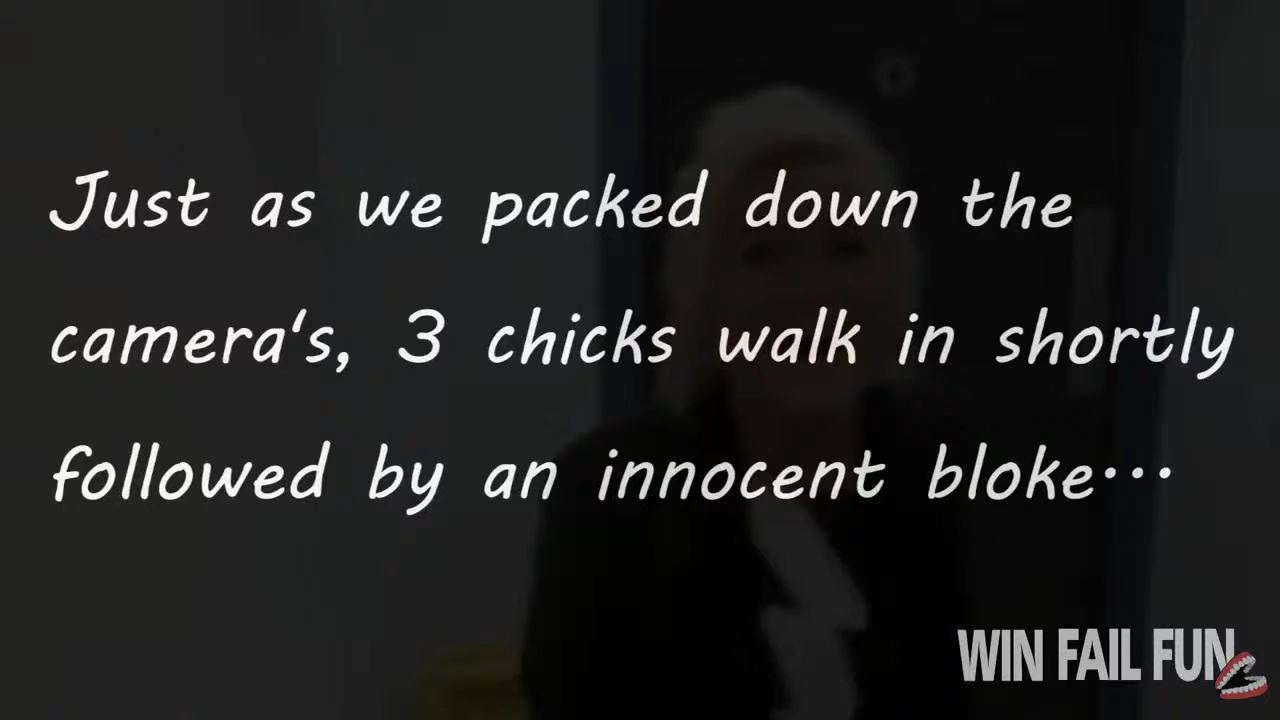 Just as we packed down the
camera's, 3 chicks walk in shortly
followed by an innocent bloke...
WIN FAIL FUN